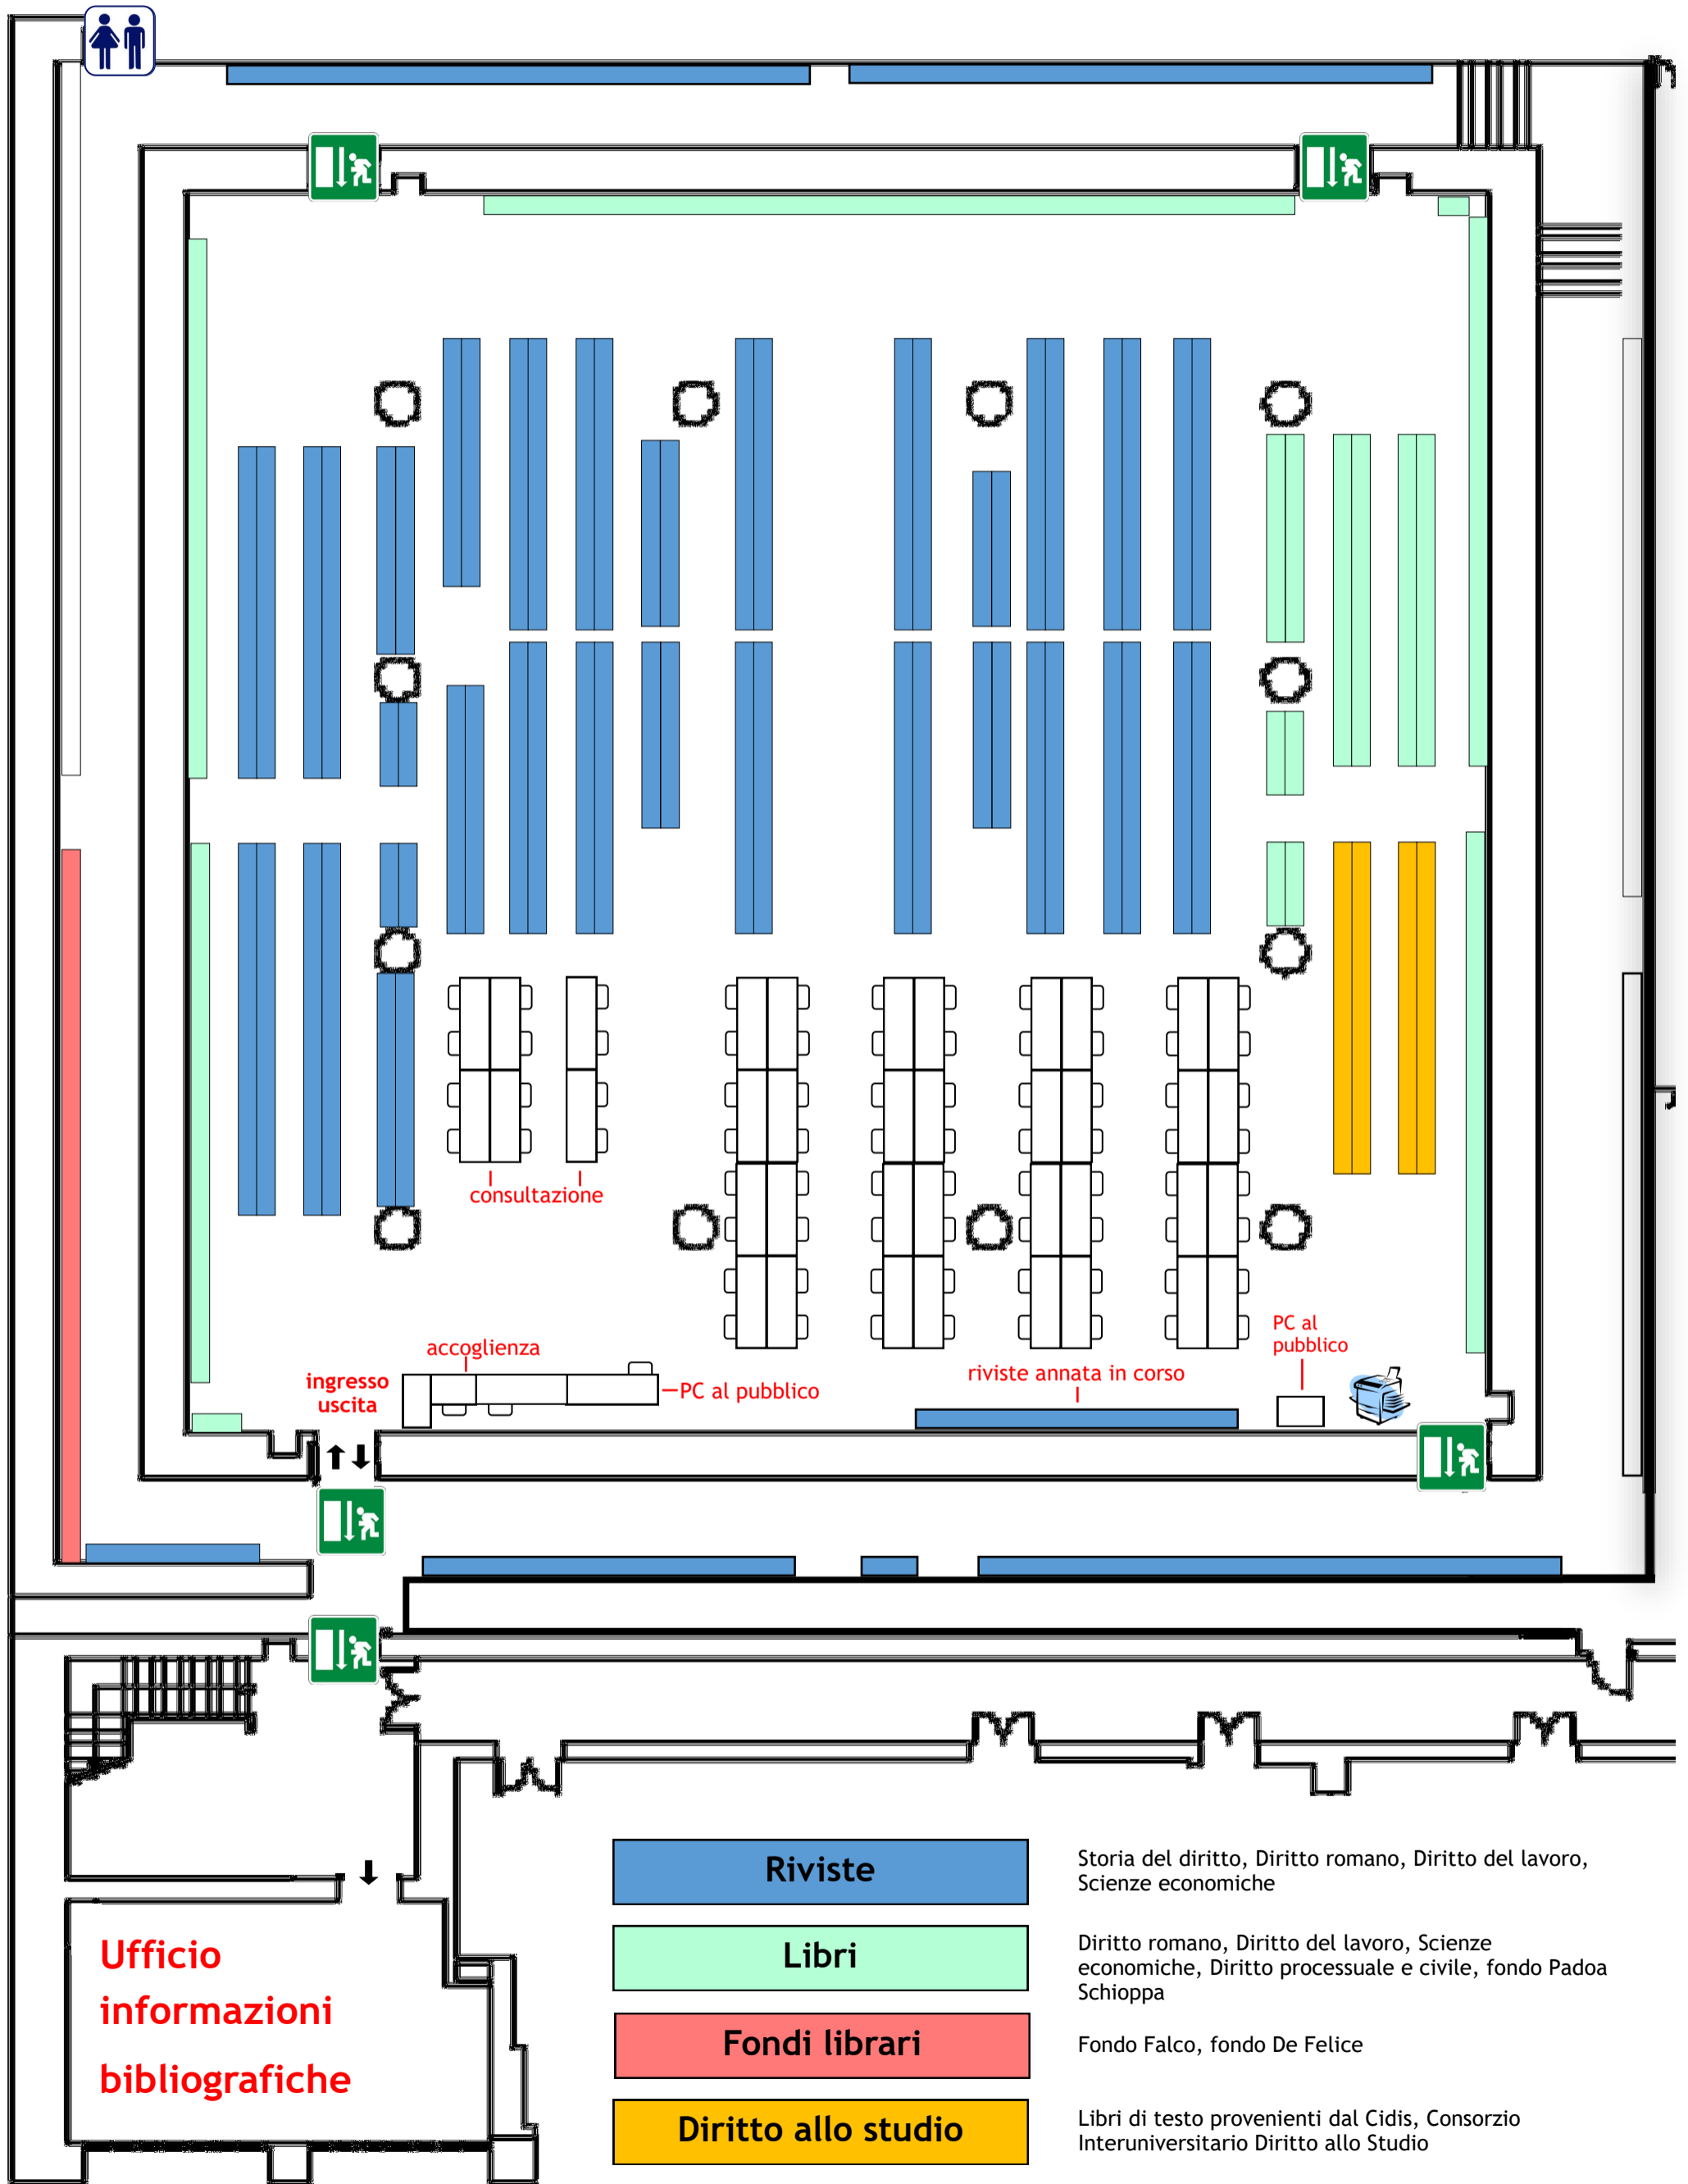 consultazione
accoglienza
ingresso
uscita
PC al pubblico
riviste annata in corso
PC al
pubblico
Ufficio
informazioni
bibliografiche
Riviste
Storia del diritto, Diritto romano, Diritto del lavoro,
Scienze economiche
Libri
Diritto romano, Diritto del lavoro, Scienze
economiche, Diritto processuale e civile, fondo Padoa
Schioppa
Fondi librari
Fondo Falco, fondo De Felice
Diritto allo studio
Libri di testo provenienti dal Cidis, Consorzio
Interuniversitario Diritto allo Studio